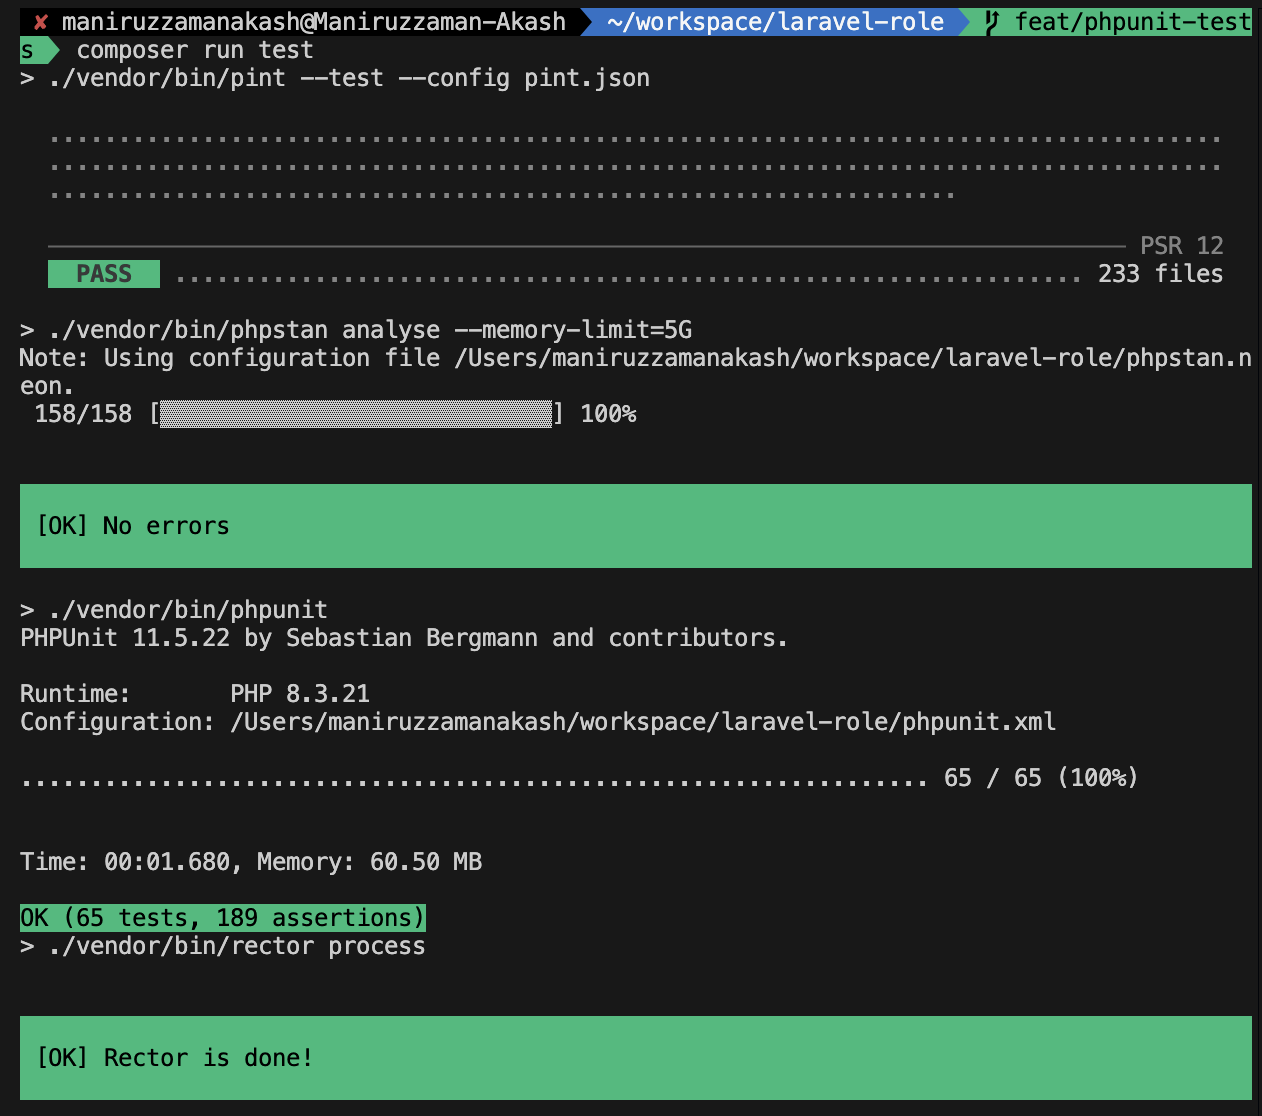 ✘ maniruzzamanakash@Maniruzzaman-Akash ~/workspace/laravel-role feat/phpunit-test
s composer run test
> ./vendor/bin/pint --test --config pint.json
...................................................................................
...................................................................................
................................................................
PSR 12
PASS ................................................................ 233 files
> ./vendor/bin/phpstan analyse --memory-limit=5G
Note: Using configuration file /Users/maniruzzamanakash/workspace/laravel-role/phpstan.n
eon.
158/158 [▓▓▓▓▓▓▓▓▓▓▓▓▓▓▓▓▓▓▓▓▓▓▓▓▓▓▓▓] 100%
[OK] No errors
> ./vendor/bin/phpunit
PHPUnit 11.5.22 by Sebastian Bergmann and contributors.
Runtime:       PHP 8.3.21
Configuration: /Users/maniruzzamanakash/workspace/laravel-role/phpunit.xml
................................................................. 65 / 65 (100%)
Time: 00:01.680, Memory: 60.50 MB
OK (65 tests, 189 assertions)
> ./vendor/bin/rector process
[OK] Rector is done!